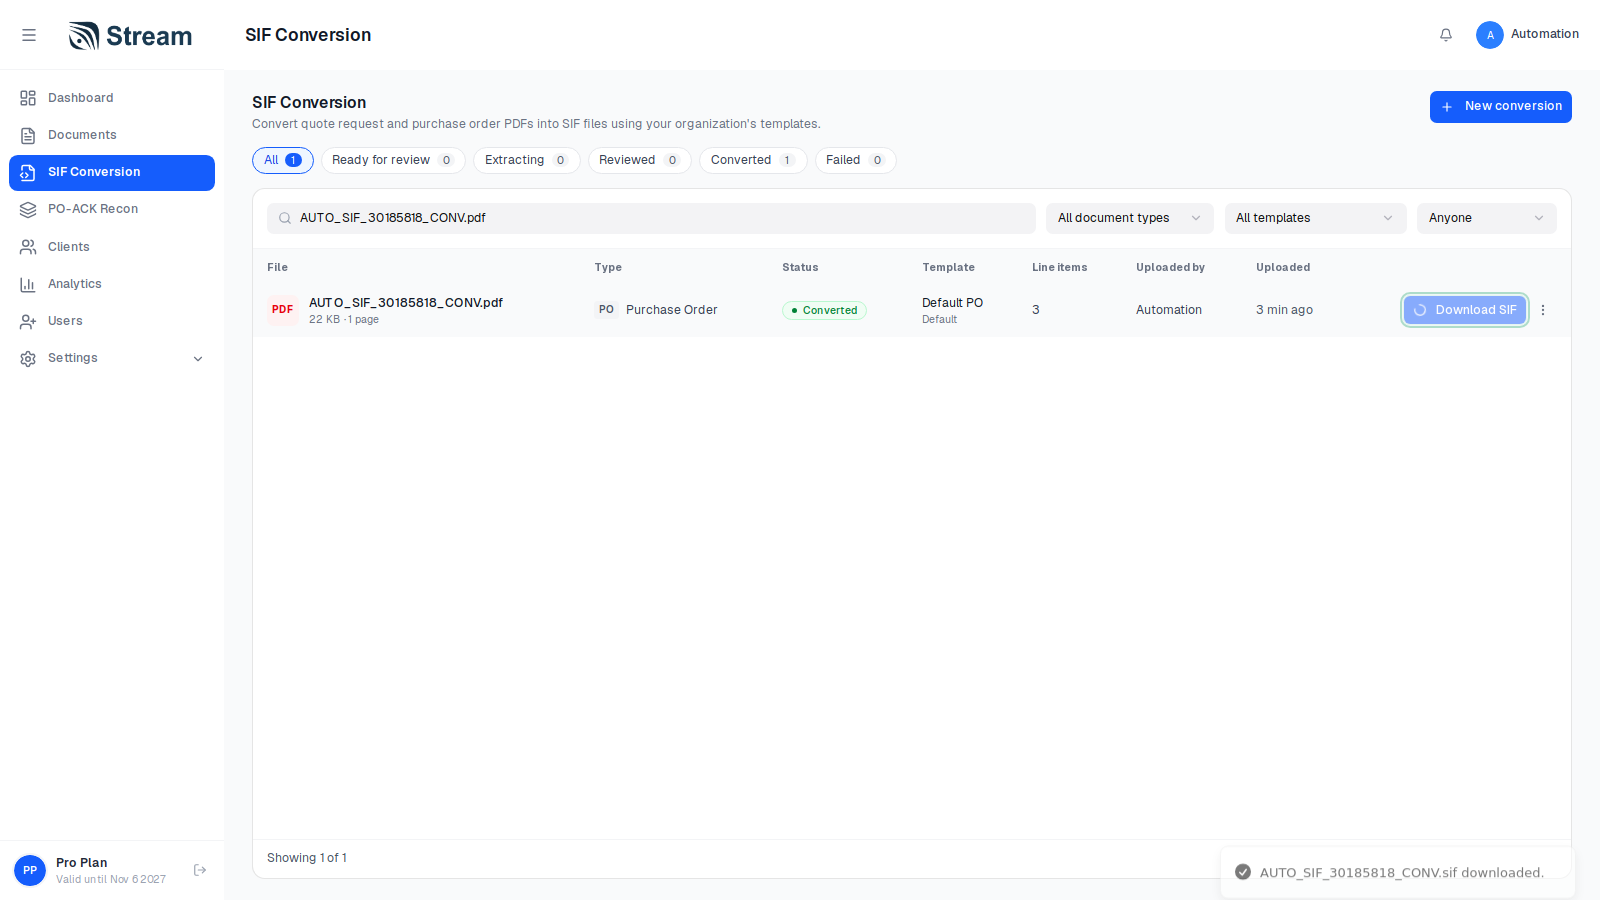 Stream
SIF Conversion
A
Automation
Dashboard
Documents
SIF Conversion
PO-ACK Recon
Clients
Analytics
Users
Settings
SIF Conversion
Convert quote request and purchase order PDFs into SIF files using your organization's templates.
New conversion
All 1
Ready for review 0
Extracting 0
Reviewed 0
Converted 1
Failed 0
AUTO_SIF_30185818_CONV.pdf
All document types
All templates
Anyone
File Type Status Template Line items Uploaded by Uploaded
PDF AUTO_SIF_30185818_CONV.pdf PO Purchase Order Converted Default PO 3 Automation 3 min ago Download SIF
22 KB · 1 page Default
Showing 1 of 1
PP
Pro Plan
Valid until Nov 6 2027
AUTO_SIF_30185818_CONV.sif downloaded.